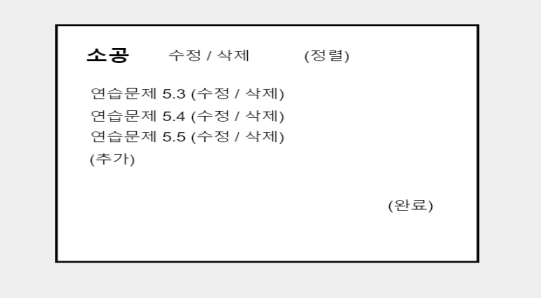 소공 수정 / 삭제 (정렬)
연습문제 5.3 (수정 / 삭제)
연습문제 5.4 (수정 / 삭제)
연습문제 5.5 (수정 / 삭제)
(추가)
(완료)